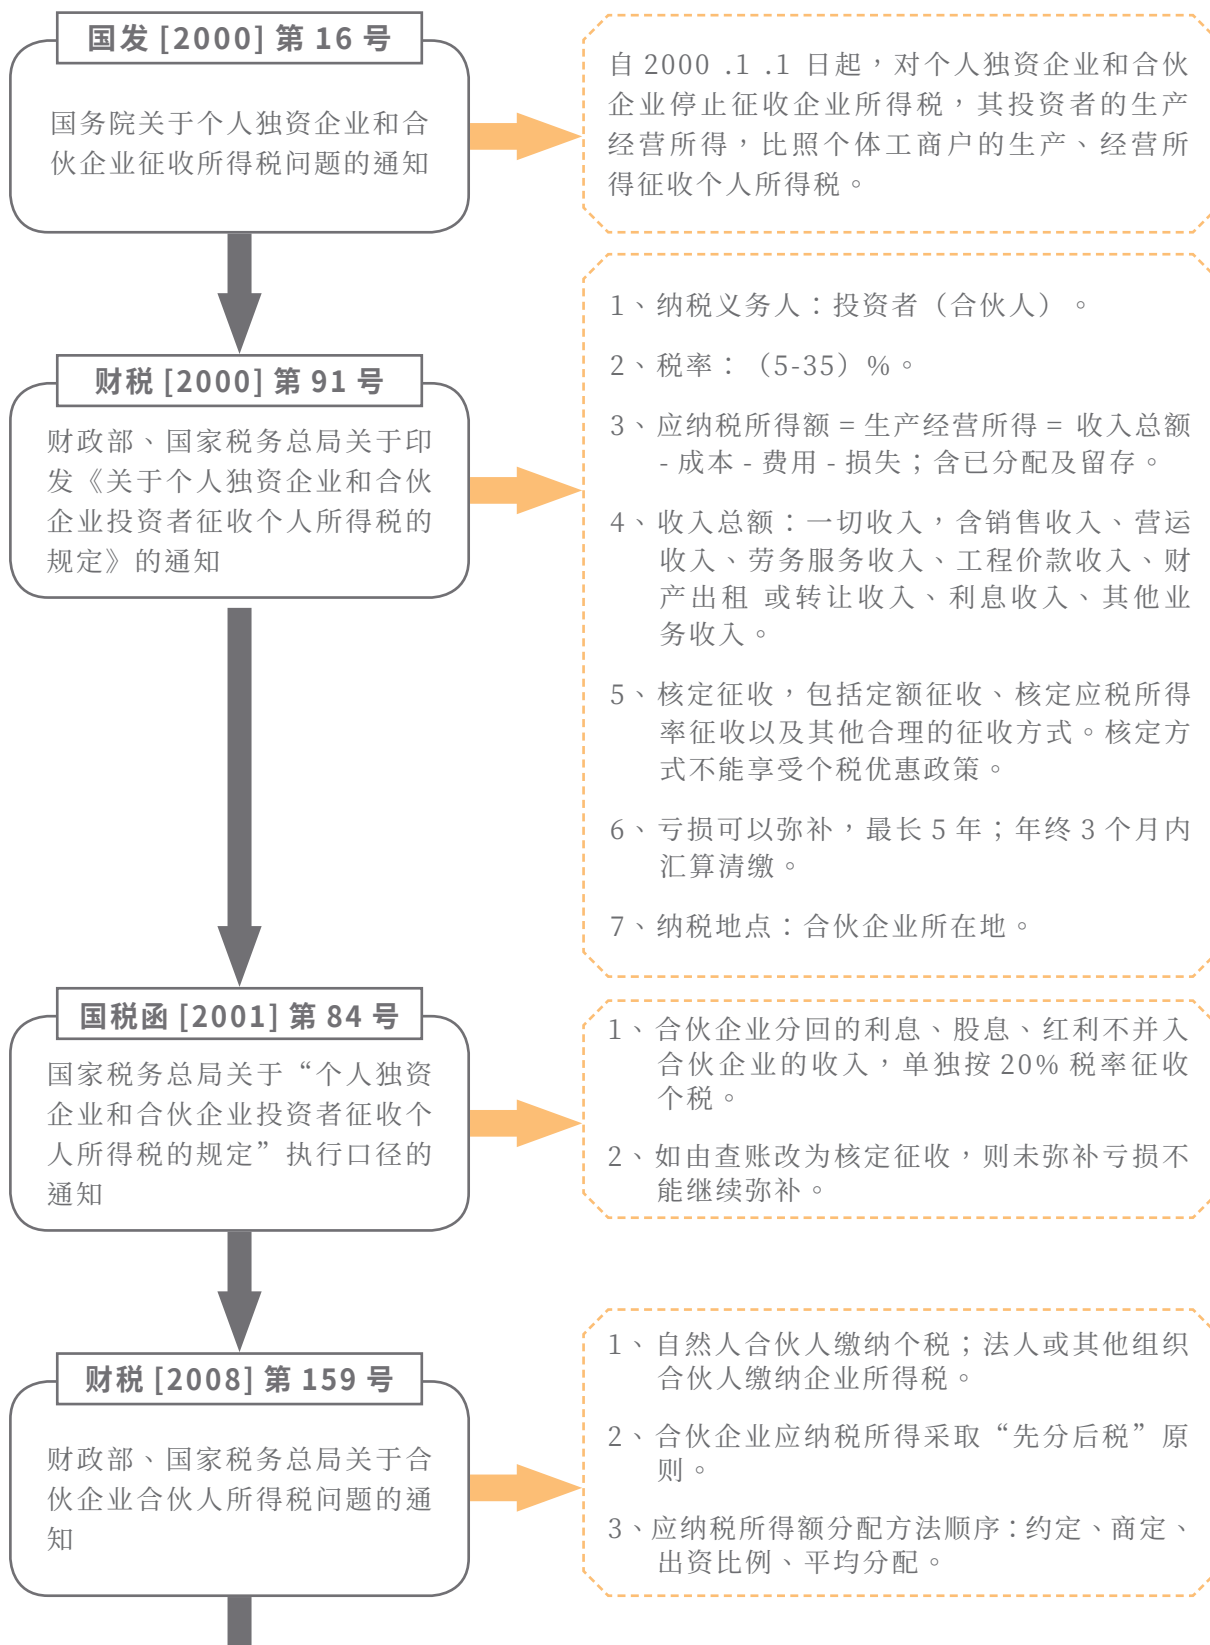 国发 [2000] 第 16 号
国务院关于个人独资企业和合
伙企业征收所得税问题的通知
自 2000 .1 .1 日起，对个人独资企业和合伙
企业停止征收企业所得税，其投资者的生产
经营所得，比照个体工商户的生产、经营所
得征收个人所得税。
财税 [2000] 第 91 号
财政部、国家税务总局关于印
发《关于个人独资企业和合伙
企业投资者征收个人所得税的
规定》的通知
1、纳税义务人：投资者（合伙人）。
2、税率：（5-35）%。
3、应纳税所得额 = 生产经营所得 = 收入总额
- 成本 - 费用 - 损失；含已分配及留存。
4、收入总额：一切收入，含销售收入、营运
收入、劳务服务收入、工程价款收入、财
产出租 或转让收入、利息收入、其他业
务收入。
5、核定征收，包括定额征收、核定应税所得
率征收以及其他合理的征收方式。核定方
式不能享受个税优惠政策。
6、亏损可以弥补，最长 5 年；年终 3 个月内
汇算清缴。
7、纳税地点：合伙企业所在地。
国税函 [2001] 第 84 号
国家税务总局关于“个人独资
企业和合伙企业投资者征收个
人所得税的规定”执行口径的
通知
1、合伙企业分回的利息、股息、红利不并入
合伙企业的收入，单独按 20% 税率征收
个税。
2、如由查账改为核定征收，则未弥补亏损不
能继续弥补。
财税 [2008] 第 159 号
财政部、国家税务总局关于合
伙企业合伙人所得税问题的通
知
1、自然人合伙人缴纳个税；法人或其他组织
合伙人缴纳企业所得税。
2、合伙企业应纳税所得采取“先分后税”原
则。
3、应纳税所得额分配方法顺序：约定、商定、
出资比例、平均分配。